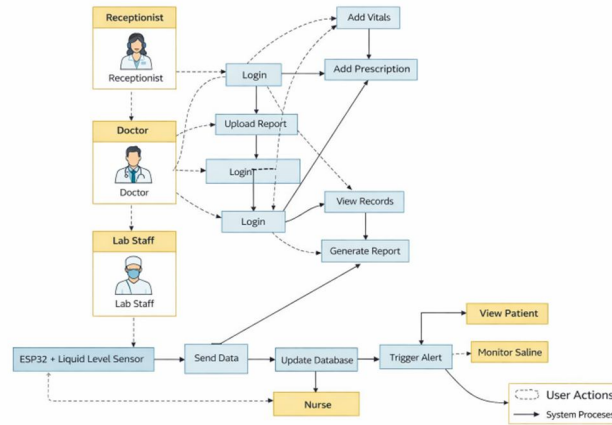 Receptionist
Receptionist
Add Vitals
Login
Add Prescription
Doctor
Doctor
Upload Report
Login
Login
View Records
Generate Report
Lab Staff
Lab Staff
View Patient
ESP32 + Liquid Level Sensor
Send Data
Update Database
Trigger Alert
Monitor Saline
Nurse
User Actions
System Proceses